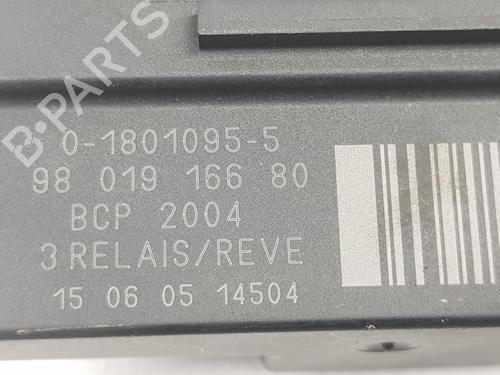 B-PARTS
0-1801095-5
98 019 166 80
BCP 2004
3 RELAIS/REVE
15 06 05 14504